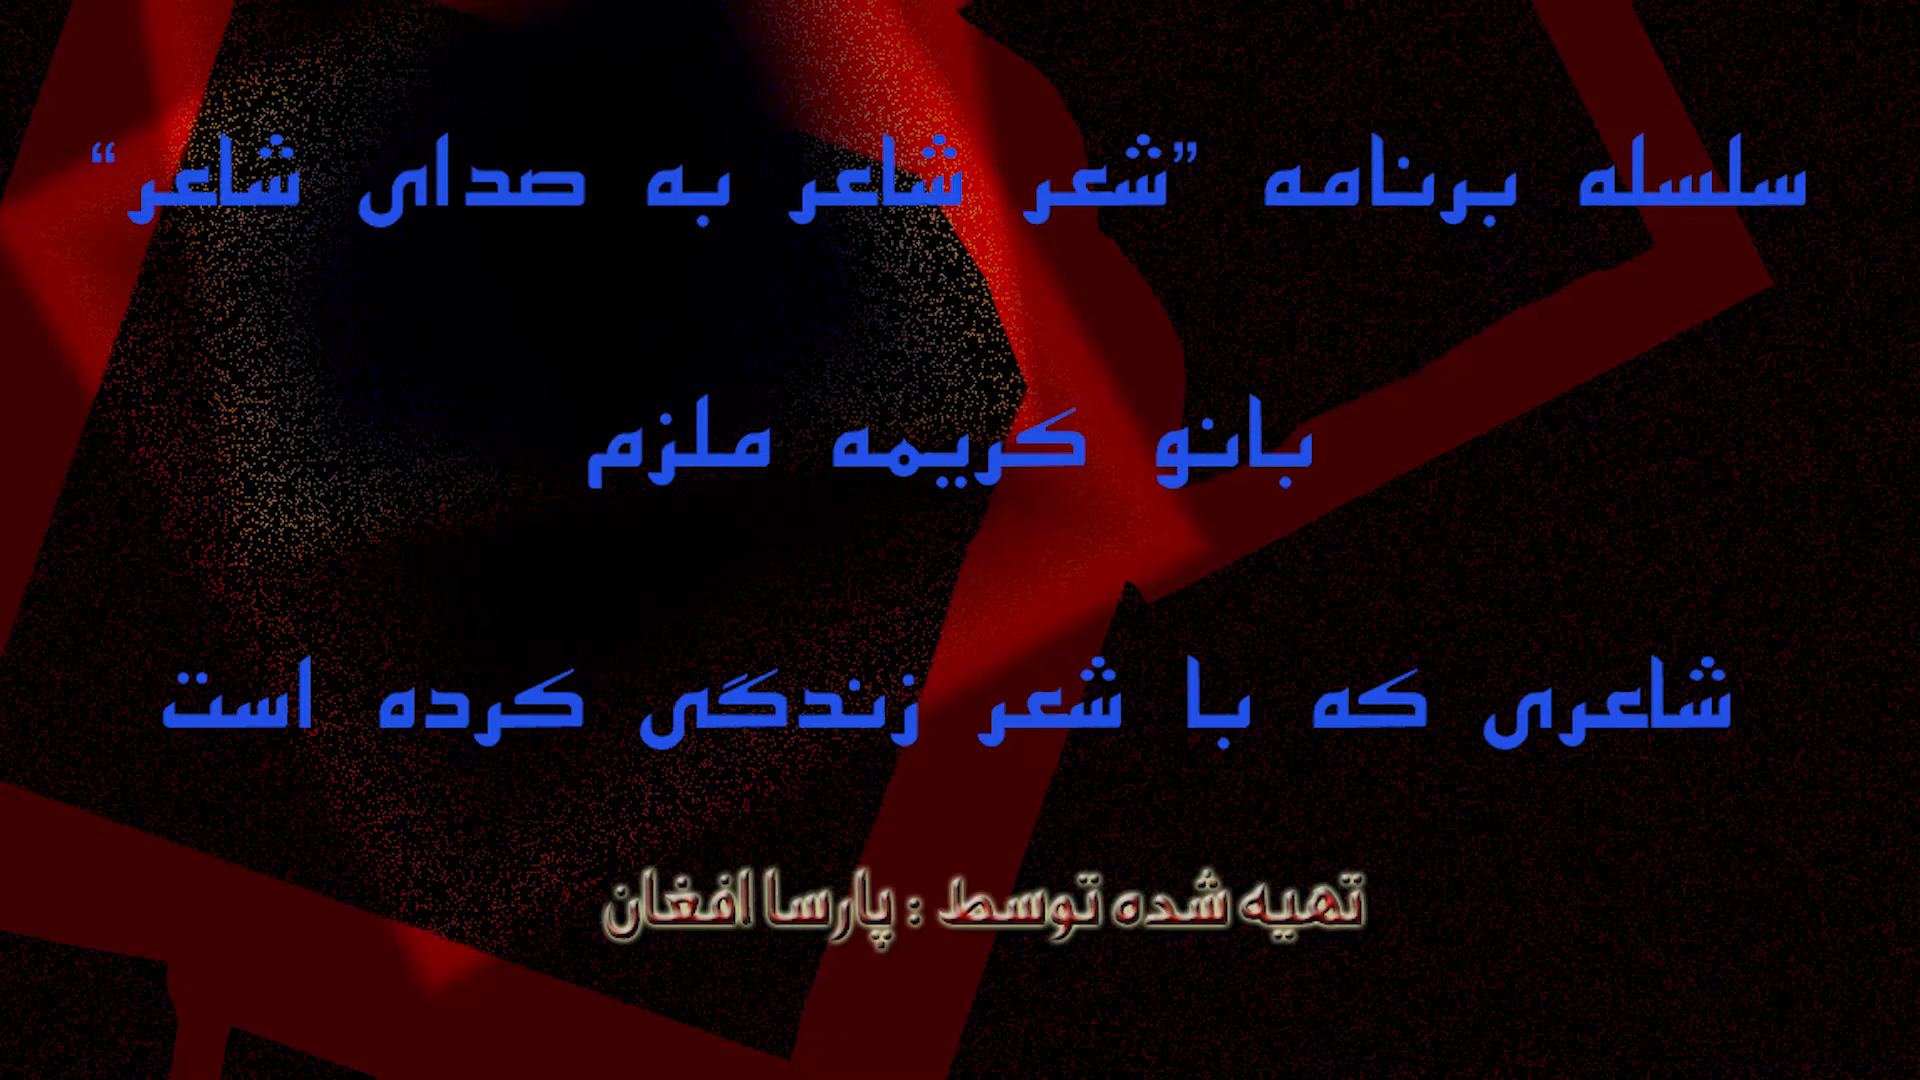 سلسله برنامه ”شعر شاعر به صدای شاعر“
بانو کریمه ملزم
شاعری که با شعر زندگی کرده است
تهیه شده توسط : پارسا افغان